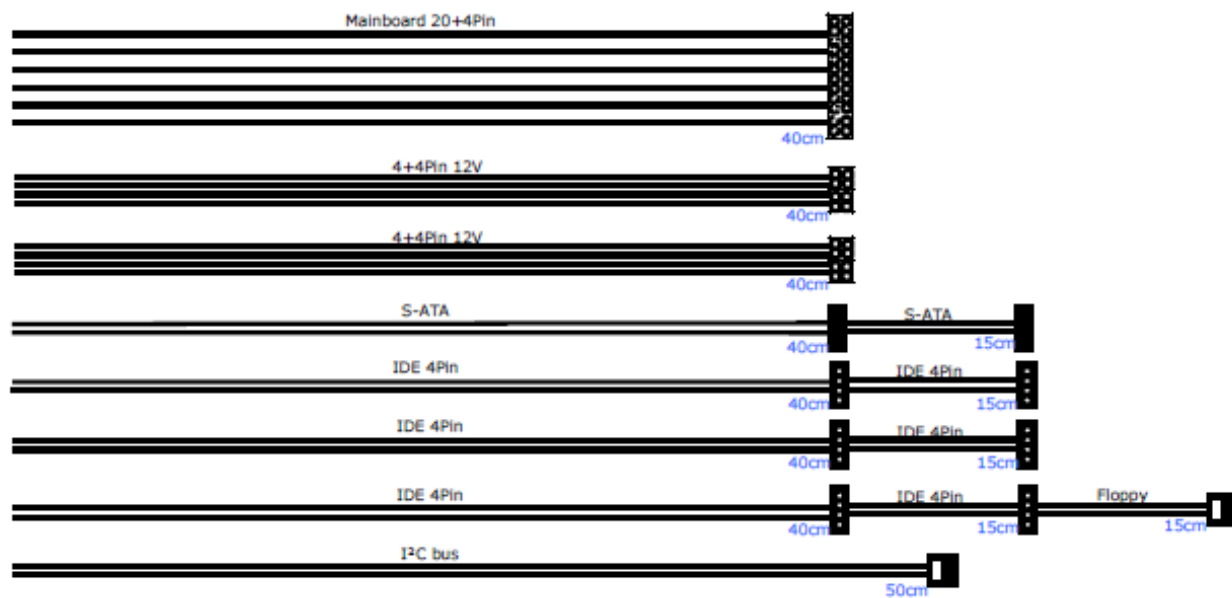 Mainboard 20+4Pin
40cm
4+4Pin 12V
40cm
4+4Pin 12V
40cm
S-ATA
S-ATA
40cm
15cm
IDE 4Pin
IDE 4Pin
40cm
15cm
IDE 4Pin
IDE 4Pin
40cm
15cm
IDE 4Pin
IDE 4Pin
Floppy
40cm
15cm
15cm
I²C bus
50cm